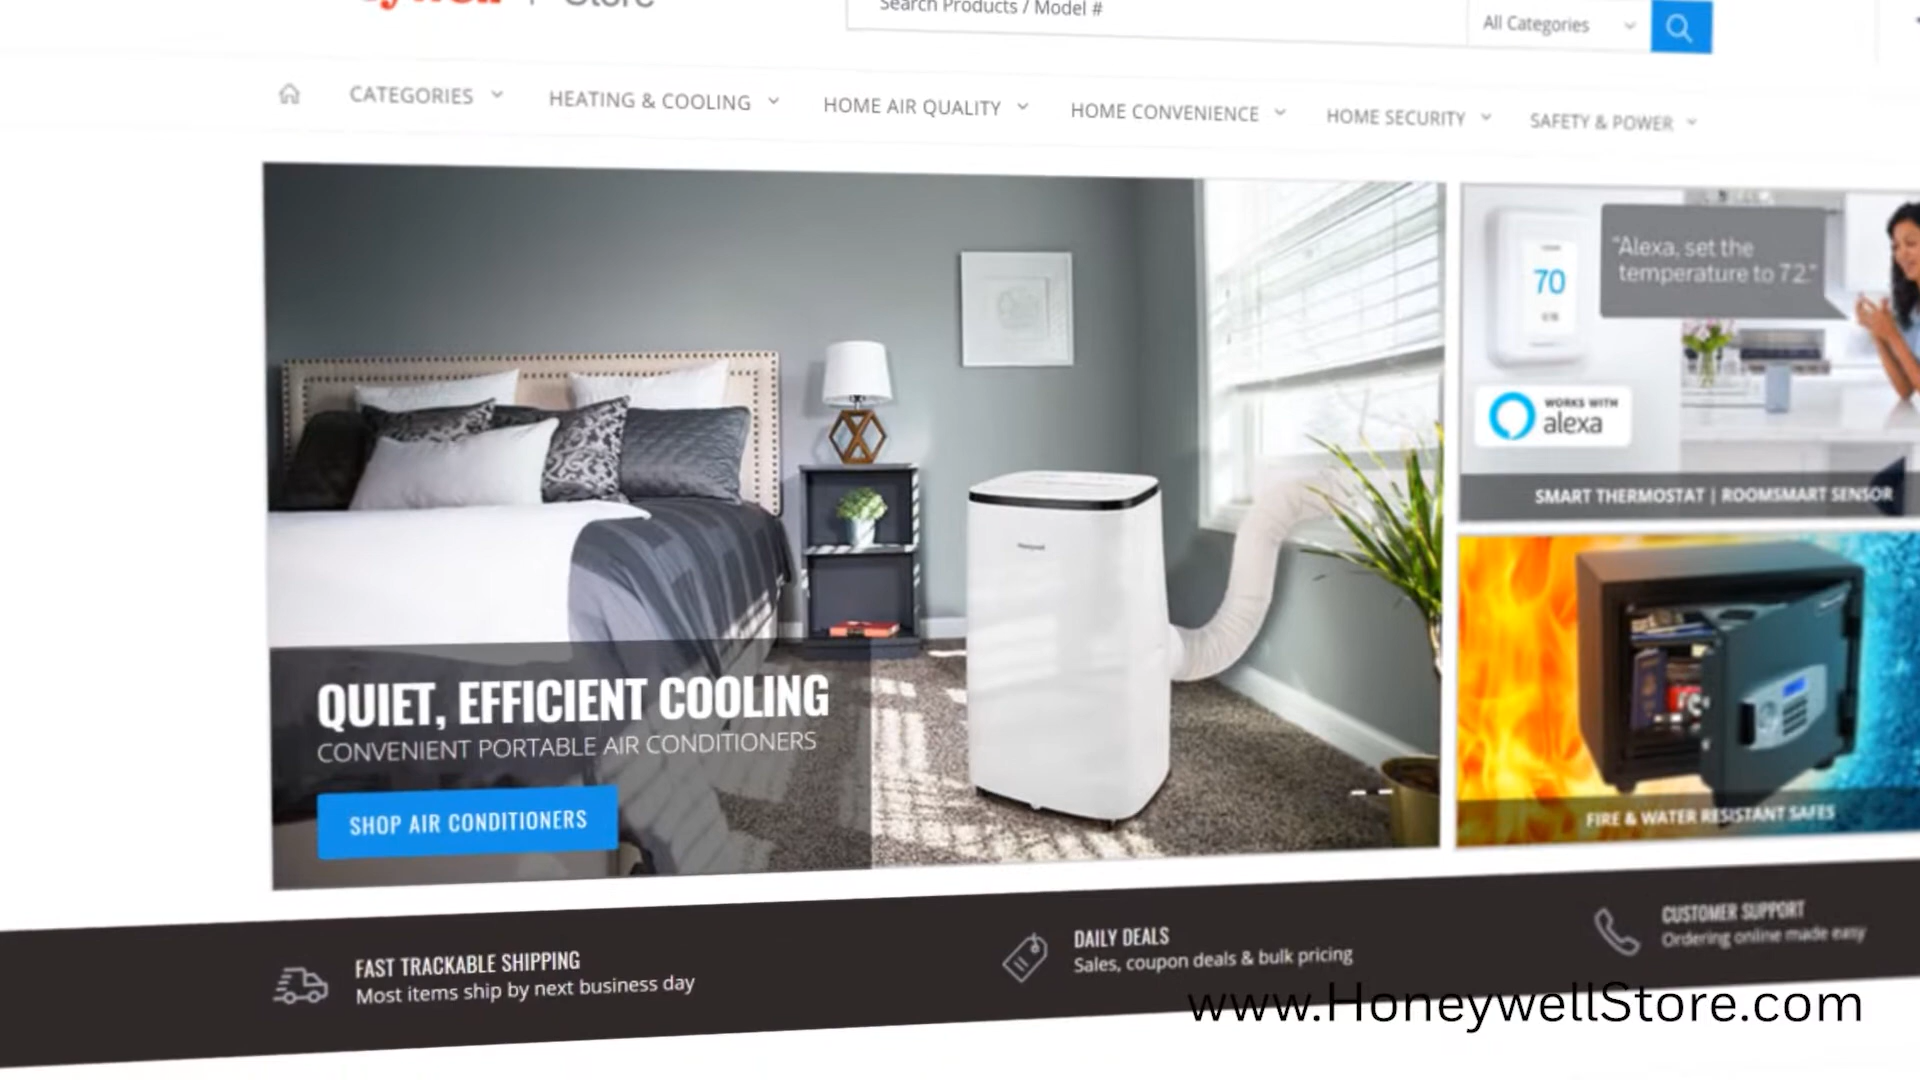 Store
Search Products / Model #
All Categories
CATEGORIES
HEATING & COOLING
HOME AIR QUALITY
HOME CONVENIENCE
HOME SECURITY
SAFETY & POWER
"Alexa, set the
temperature to 72."
70
WORKS WITH
alexa
SMART THERMOSTAT | ROOMSMART SENSOR
Honeywell
QUIET, EFFICIENT COOLING
CONVENIENT PORTABLE AIR CONDITIONERS
SHOP AIR CONDITIONERS
FIRE & WATER RESISTANT SAFES
FAST TRACKABLE SHIPPING
Most items ship by next business day
DAILY DEALS
Sales, coupon deals & bulk pricing
CUSTOMER SUPPORT
Ordering online made easy
www.HoneywellStore.com